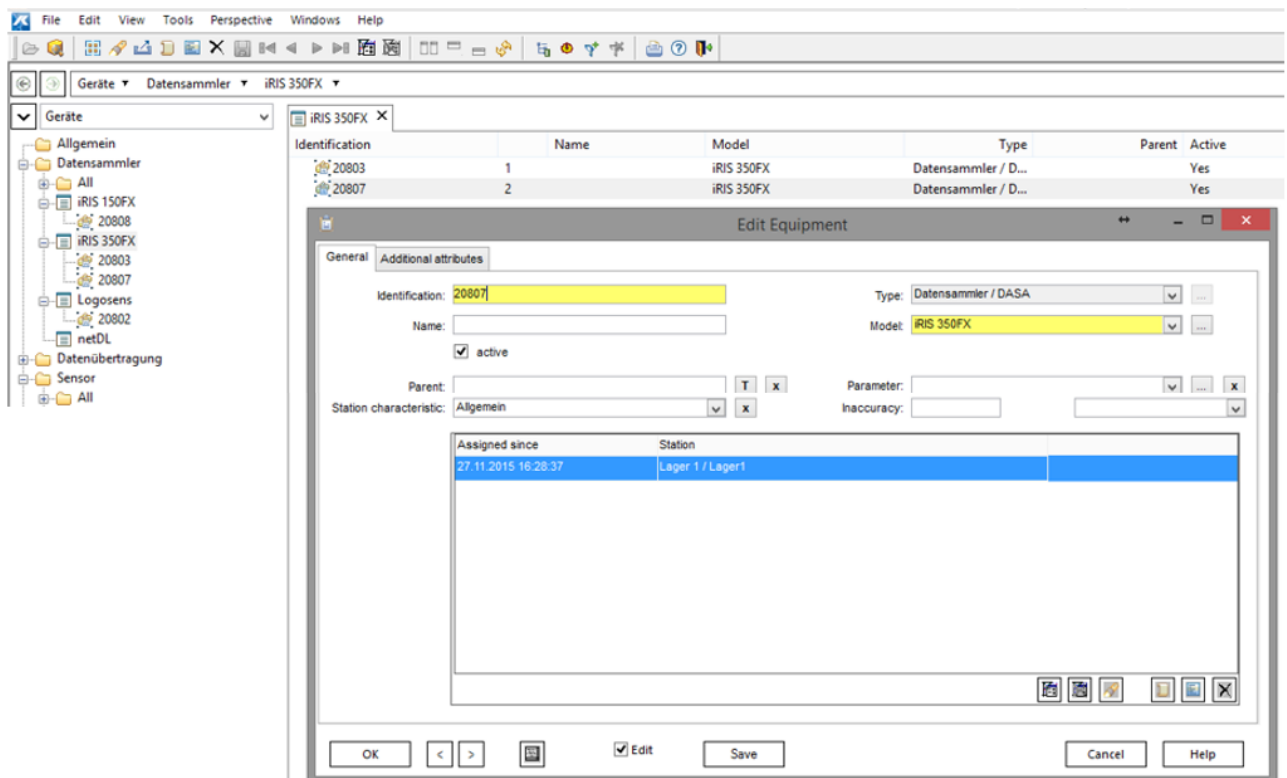 File Edit View Tools Perspective Windows Help
Geräte Datensammler iRIS 350FX
Geräte
Allgemein
Datensammler
All
iRIS 150FX
20808
iRIS 350FX
20803
20807
Logosens
20802
netDL
Datenübertragung
Sensor
All
iRIS 350FX X
Identification Name Model Type Parent Active
20803 1 iRIS 350FX Datensammler / D... Yes
20807 2 iRIS 350FX Datensammler / D... Yes
Edit Equipment
General Additional attributes
Identification: 20807 Type: Datensammler / DASA ...
Name: Model: iRIS 350FX ...
active
Parent: T x Parameter: ... x
Station characteristic: Allgemein x Inaccuracy:
Assigned since Station
27.11.2015 16:28:37 Lager 1 / Lager1
OK < > Edit Save Cancel Help